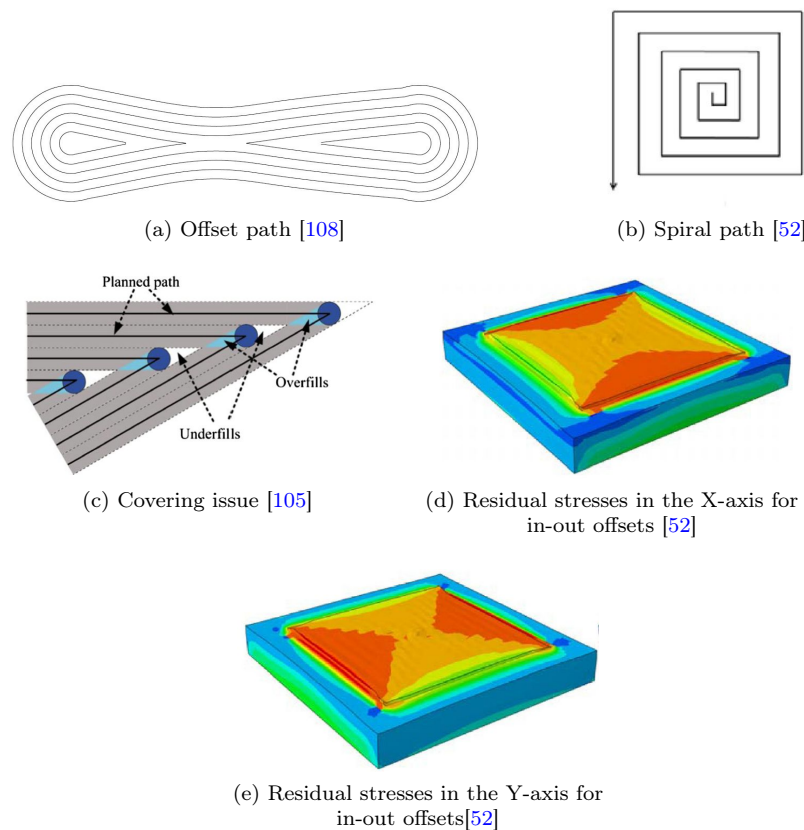 (a) Offset path [108]
(b) Spiral path [52]
Planned path
Overfills
Underfills
(c) Covering issue [105]
(d) Residual stresses in the X-axis for
in-out offsets [52]
(e) Residual stresses in the Y-axis for
in-out offsets[52]